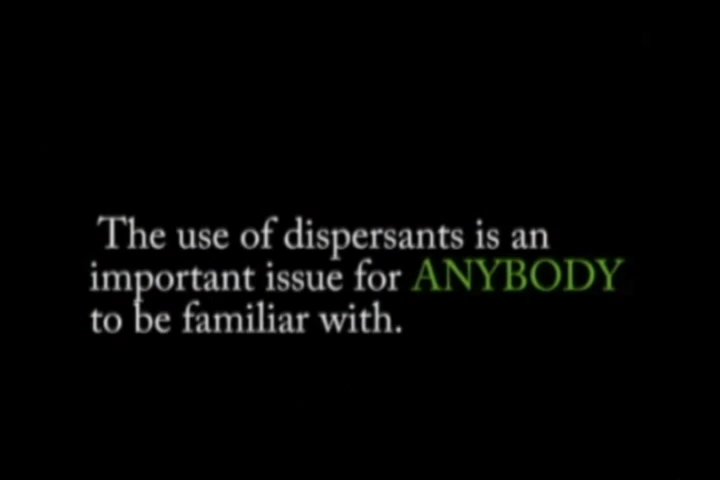 The use of dispersants is an
important issue for ANYBODY
to be familiar with.